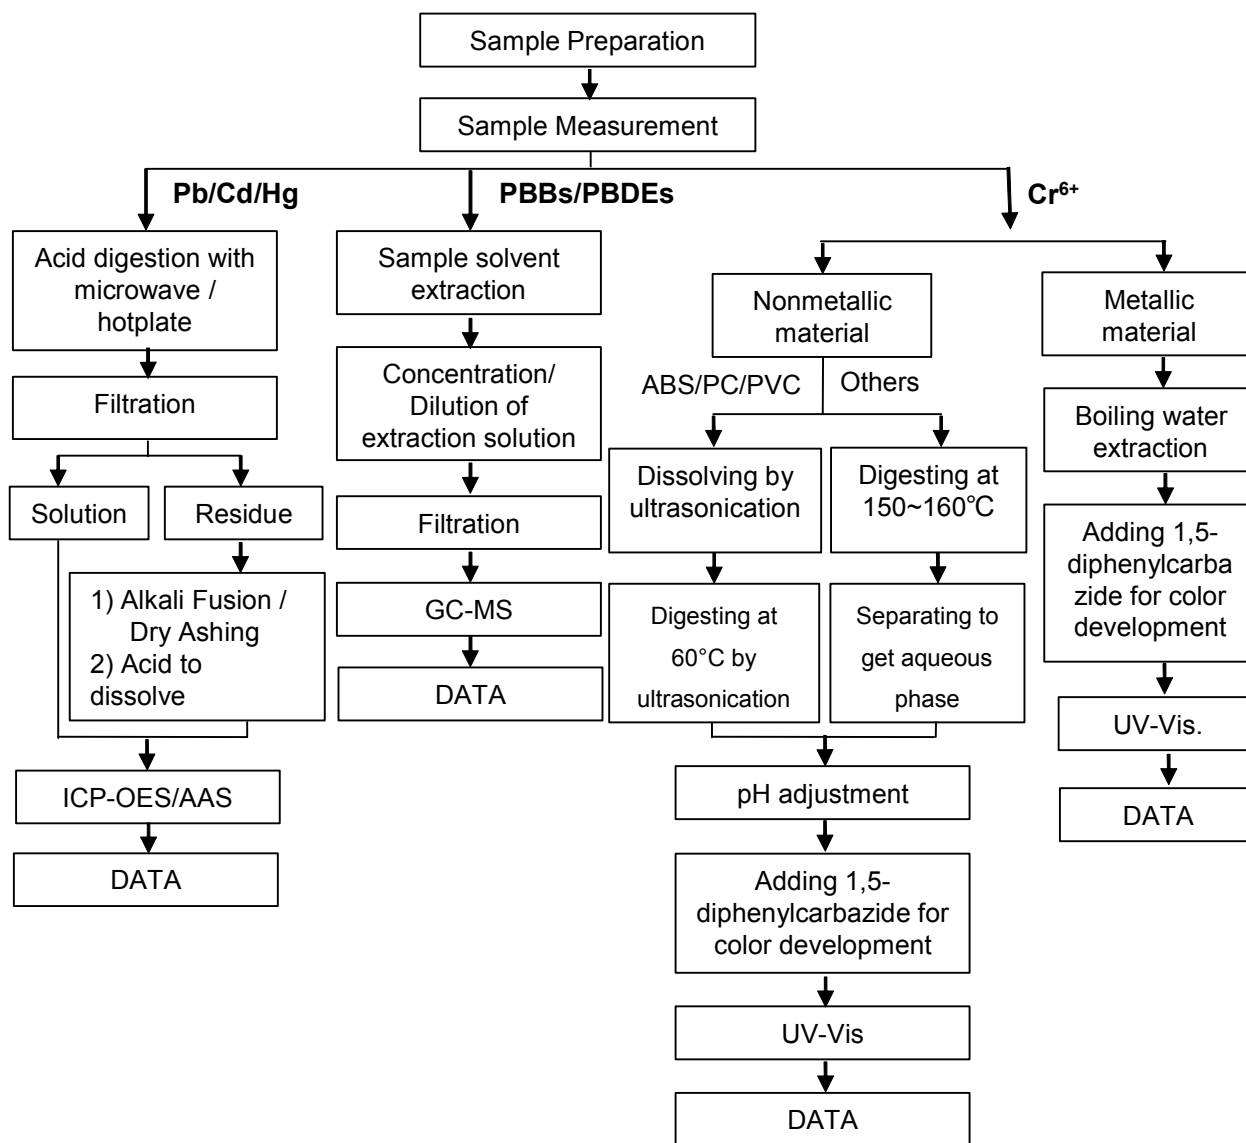 Sample Preparation
Sample Measurement
Pb/Cd/Hg
PBBs/PBDEs
Cr⁶⁺
Acid digestion with
microwave /
hotplate
Filtration
Solution
Residue
1) Alkali Fusion /
Dry Ashing
2) Acid to
dissolve
ICP-OES/AAS
DATA
Sample solvent
extraction
Concentration/
Dilution of
extraction solution
Filtration
GC-MS
DATA
Nonmetallic
material
ABS/PC/PVC
Others
Dissolving by
ultrasonication
Digesting at
60°C by
ultrasonication
Digesting at
150~160℃
Separating to
get aqueous
phase
pH adjustment
Adding 1,5-
diphenylcarbazide for
color development
UV-Vis
DATA
Metallic
material
Boiling water
extraction
Adding 1,5-
diphenylcarba
zide for color
development
UV-Vis.
DATA